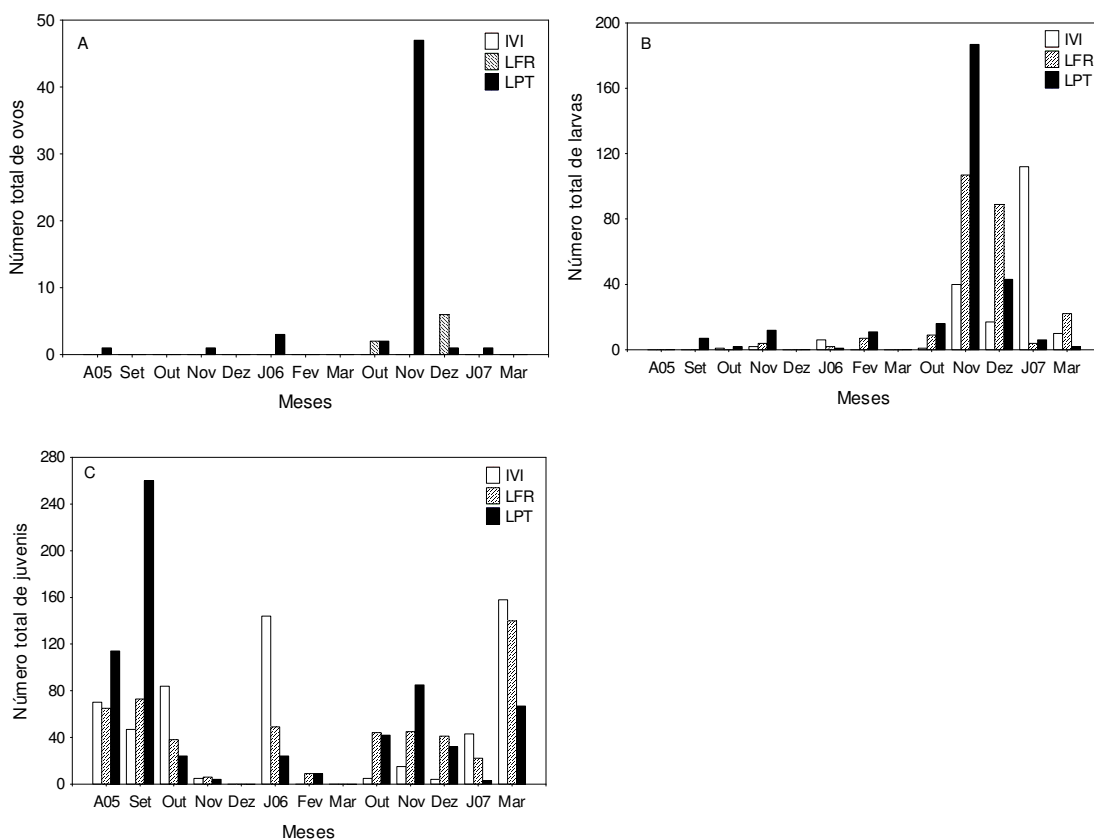 A
IVI
LFR
LPT
Número total de ovos
50
40
30
20
10
0
A05 Set Out Nov Dez J06 Fev Mar Out Nov Dez J07 Mar
Meses
B
IVI
LFR
LPT
Número total de larvas
200
160
120
80
40
0
A05 Set Out Nov Dez J06 Fev Mar Out Nov Dez J07 Mar
Meses
C
IVI
LFR
LPT
Número total de juvenis
280
240
200
160
120
80
40
0
A05 Set Out Nov Dez J06 Fev Mar Out Nov Dez J07 Mar
Meses